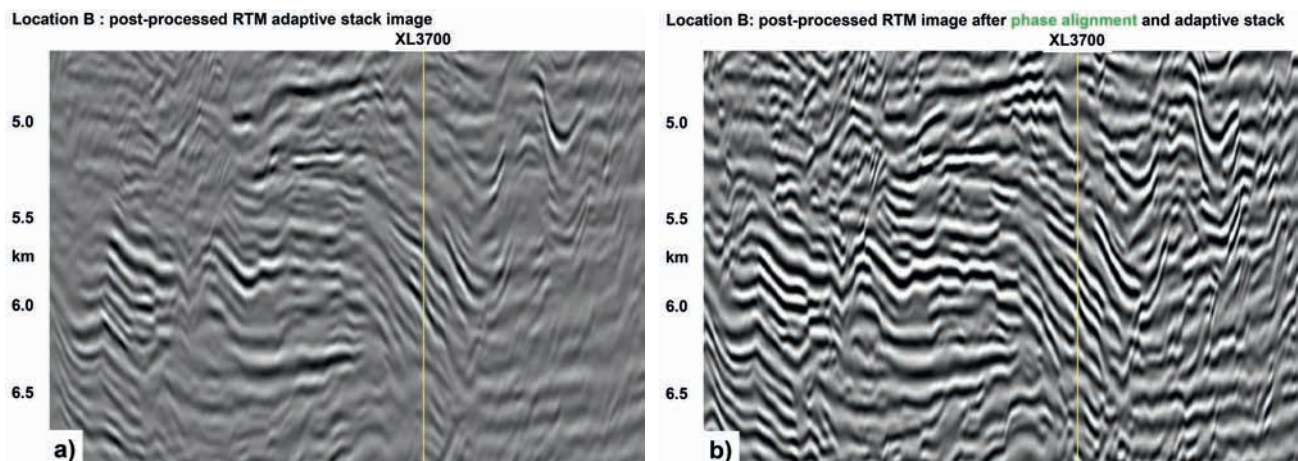 Location B : post-processed RTM adaptive stack image
XL3700
5.0
5.5
km
6.0
6.5
a)
Location B: post-processed RTM image after phase alignment and adaptive stack
XL3700
5.0
5.5
km
6.0
6.5
b)